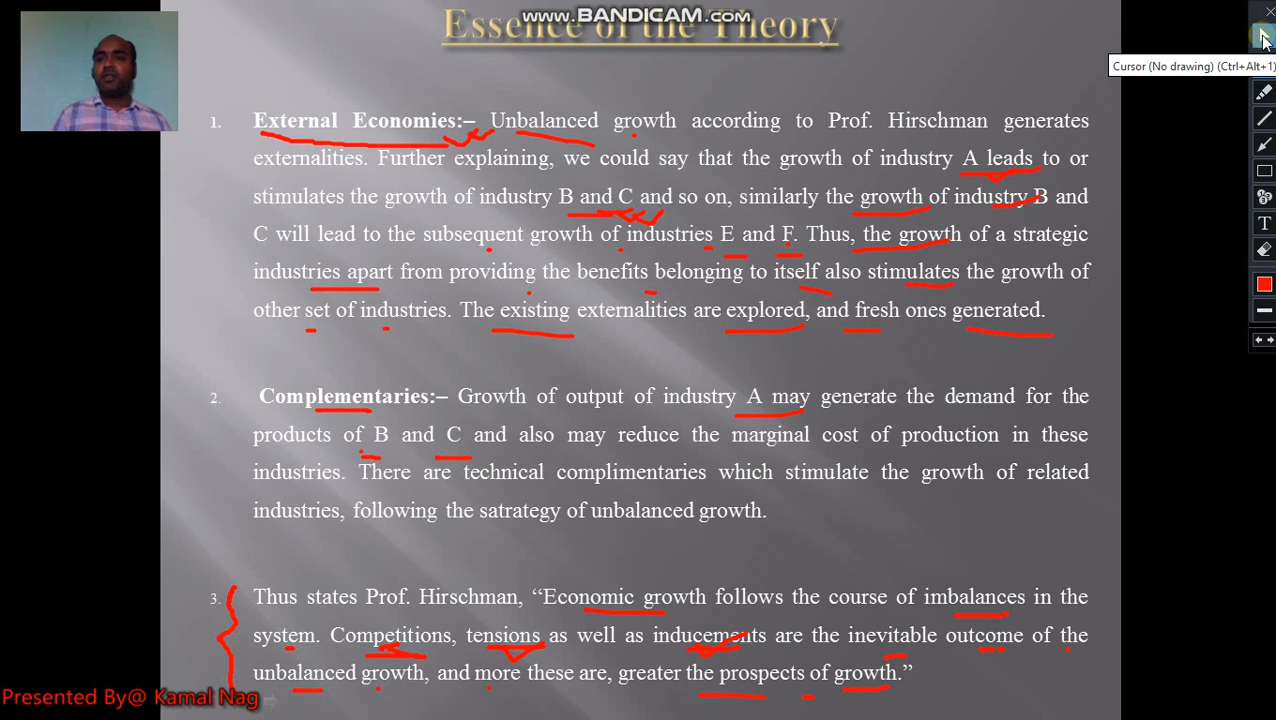 www.BANDICAM.com
Essence of the Theory
Cursor (No drawing) (Ctrl+Alt+1)
1. External Economies:– Unbalanced growth according to Prof. Hirschman generates
externalities. Further explaining, we could say that the growth of industry A leads to or
stimulates the growth of industry B and C and so on, similarly the growth of industry B and
C will lead to the subsequent growth of industries E and F. Thus, the growth of a strategic
industries apart from providing the benefits belonging to itself also stimulates the growth of
other set of industries. The existing externalities are explored, and fresh ones generated.
2. Complementaries:– Growth of output of industry A may generate the demand for the
products of B and C and also may reduce the marginal cost of production in these
industries. There are technical complimentaries which stimulate the growth of related
industries, following the satrategy of unbalanced growth.
3. Thus states Prof. Hirschman, “Economic growth follows the course of imbalances in the
system. Competitions, tensions as well as inducements are the inevitable outcome of the
unbalanced growth, and more these are, greater the prospects of growth.”
Presented By@ Kamal Nag
T